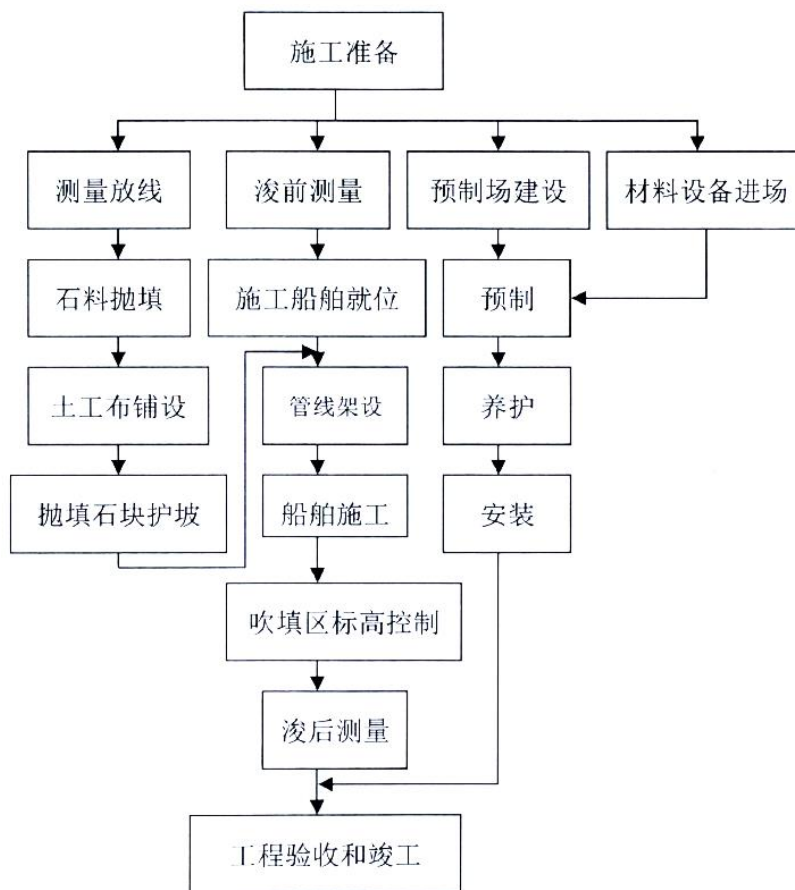 施工准备
测量放线
浚前测量
预制场建设
材料设备进场
石料抛填
施工船舶就位
预制
土工布铺设
管线架设
养护
抛填石块护坡
船舶施工
安装
吹填区标高控制
浚后测量
工程验收和竣工